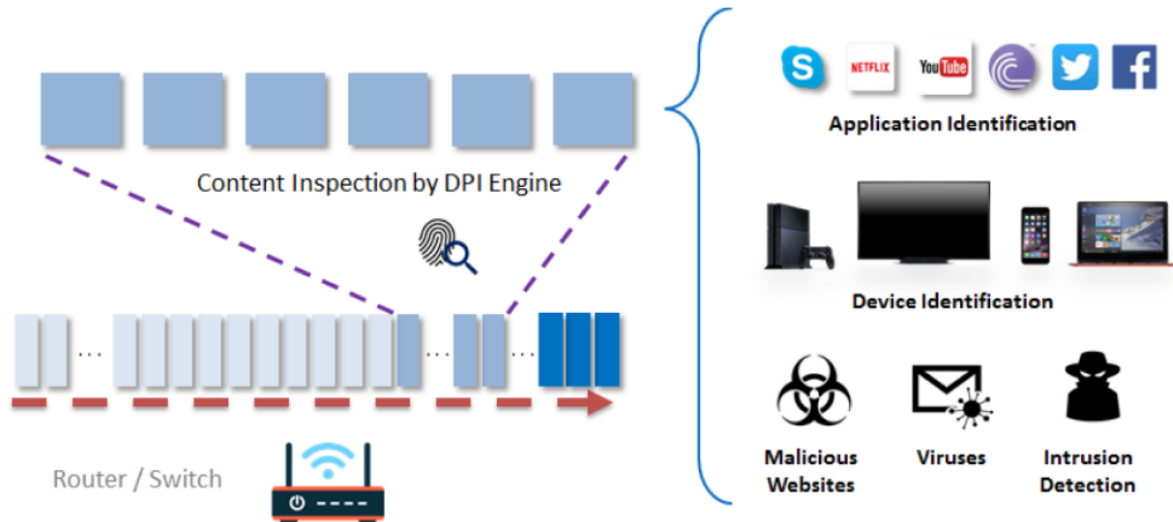 NETFLIX
YouTube
Application Identification
Content Inspection by DPI Engine
Device Identification
...
...
...
Router / Switch
Malicious
Websites
Viruses
Intrusion
Detection